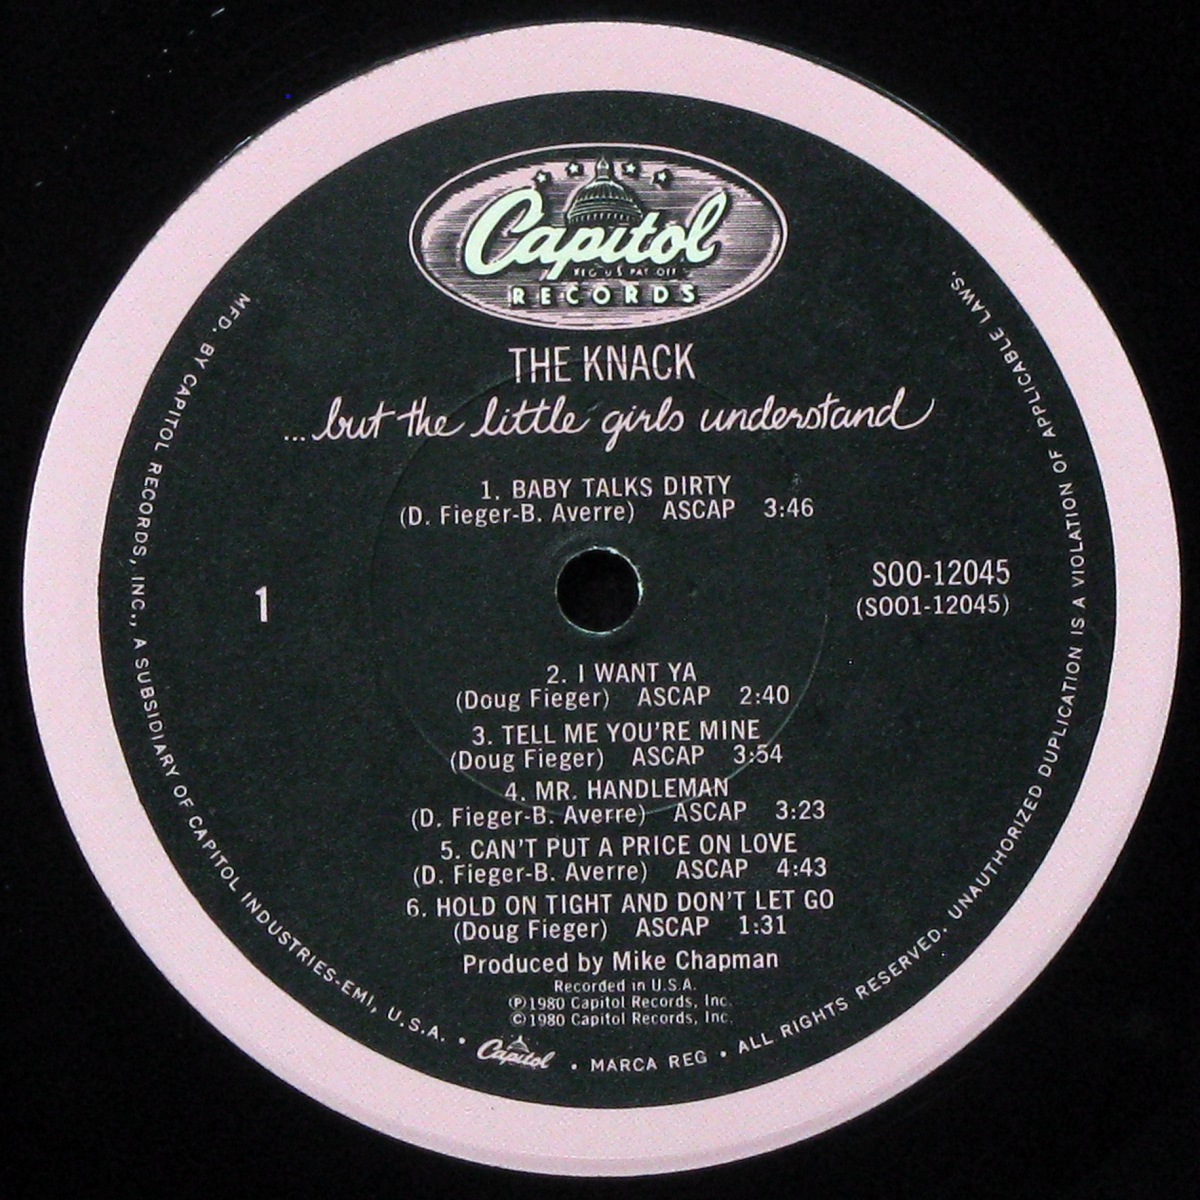 Capitol
REG. U.S. PAT. OFF.
RECORDS
THE KNACK
...but the little girls understand
1. BABY TALKS DIRTY
(D. Fieger-B. Averre) ASCAP 3:46
1
SOO-12045
(SOO1-12045)
2. I WANT YA
(Doug Fieger) ASCAP 2:40
3. TELL ME YOU'RE MINE
(Doug Fieger) ASCAP 3:54
4. MR. HANDLEMAN
(D. Fieger-B. Averre) ASCAP 3:23
5. CAN'T PUT A PRICE ON LOVE
(D. Fieger-B. Averre) ASCAP 4:43
6. HOLD ON TIGHT AND DON'T LET GO
(Doug Fieger) ASCAP 1:31
Produced by Mike Chapman
Recorded in U.S.A.
℗1980 Capitol Records, Inc.
©1980 Capitol Records, Inc.
MFD. BY CAPITOL RECORDS, INC., A SUBSIDIARY OF CAPITOL INDUSTRIES-EMI, U.S.A. • Capitol • MARCA REG • ALL RIGHTS RESERVED. UNAUTHORIZED DUPLICATION IS A VIOLATION OF APPLICABLE LAWS.